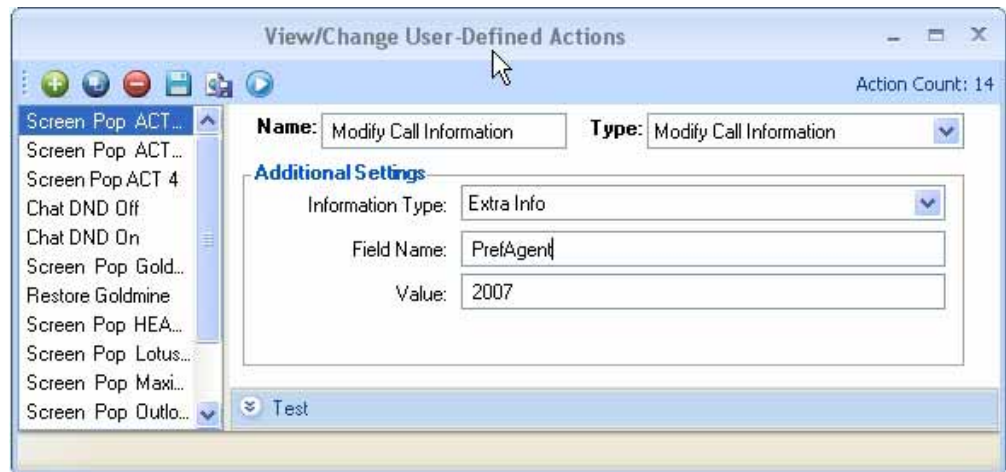 View/Change User-Defined Actions
Action Count: 14
Screen Pop ACT...
Screen Pop ACT...
Screen Pop ACT 4
Chat DND Off
Chat DND On
Screen Pop Gold...
Restore Goldmine
Screen Pop HEA...
Screen Pop Lotus...
Screen Pop Maxi...
Screen Pop Outlo...
Name: Modify Call Information Type: Modify Call Information
Additional Settings
Information Type: Extra Info
Field Name: PrefAgent
Value: 2007
Test